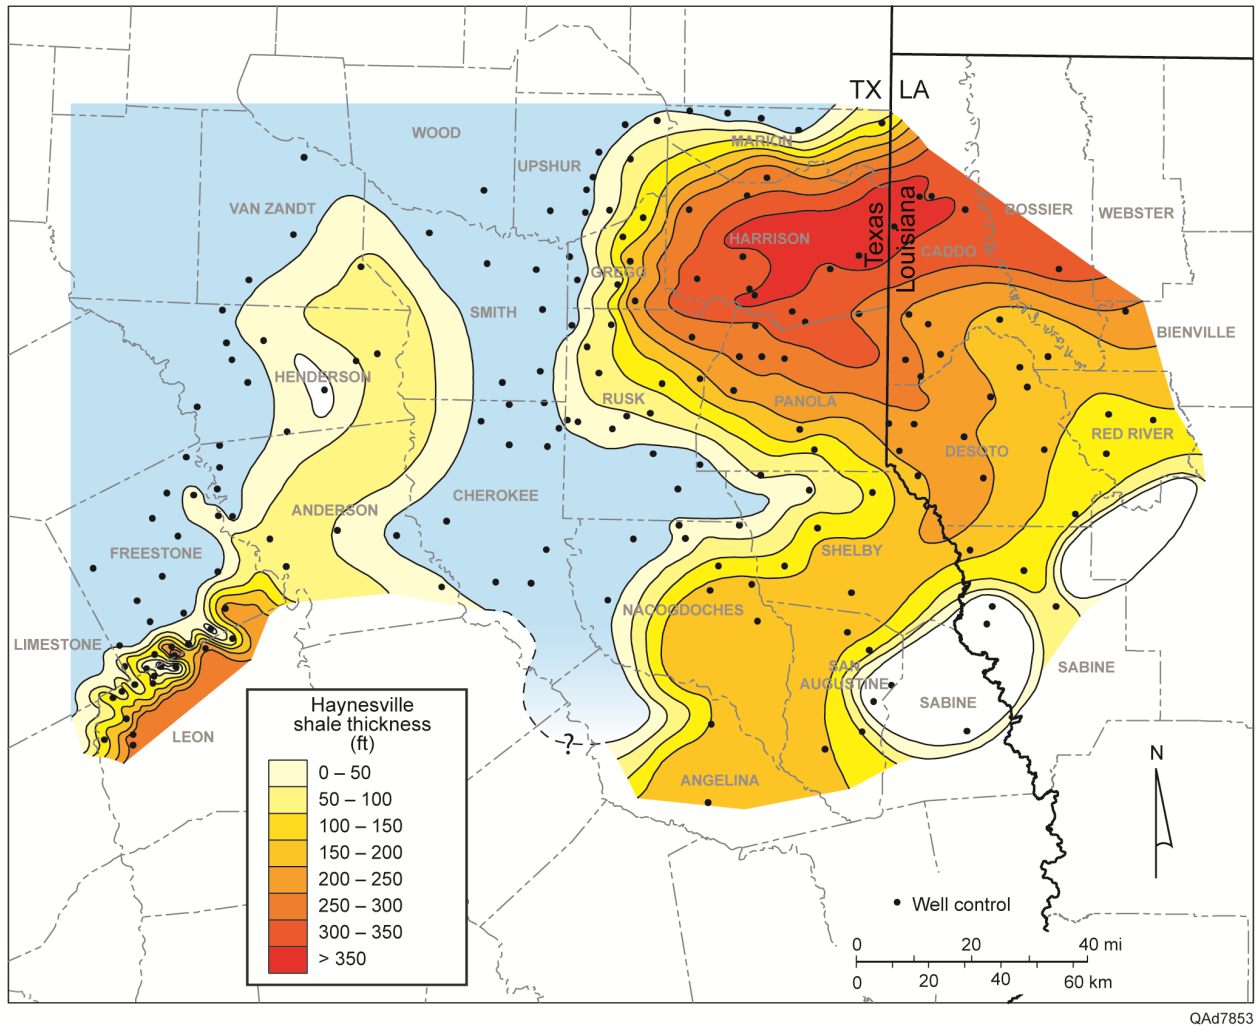 TX LA
WOOD
MARION
UPSHUR
VAN ZANDT
Texas
Louisiana
BOSSIER
WEBSTER
HARRISON
CADDO
GREGG
SMITH
BIENVILLE
HENDERSON
RUSK
PANOLA
RED RIVER
DESOTO
CHEROKEE
ANDERSON
FREESTONE
SHELBY
NACOGDOCHES
LIMESTONE
SAN
AUGUSTINE
SABINE
SABINE
LEON
?
ANGELINA
N
Haynesville
shale thickness
(ft)
0 – 50
50 – 100
100 – 150
150 – 200
200 – 250
250 – 300
300 – 350
> 350
Well control
0 20 40 mi
0 20 40 60 km
QAd7853